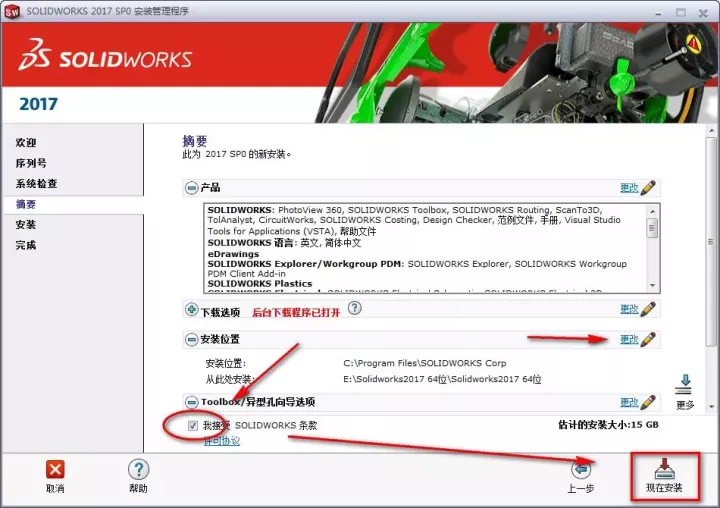 SOLIDWORKS 2017 SP0 安装管理程序
SOLIDWORKS
2017
欢迎
序列号
系统检查
摘要
安装
完成
摘要
此为 2017 SP0 的新安装。
产品 更改
SOLIDWORKS: PhotoView 360, SOLIDWORKS Toolbox, SOLIDWORKS Routing, ScanTo3D,
TolAnalyst, CircuitWorks, SOLIDWORKS Costing, Design Checker, 范例文件, 手册, Visual Studio
Tools for Applications (VSTA), 帮助文件
SOLIDWORKS 语言: 英文, 简体中文
eDrawings
SOLIDWORKS Explorer/Workgroup PDM: SOLIDWORKS Explorer, SOLIDWORKS Workgroup
PDM Client Add-in
SOLIDWORKS Plastics
下载选项 后台下载程序已打开 ? 更改
安装位置 更改
安装位置: C:\Program Files\SOLIDWORKS Corp
从此处安装: E:\Solidworks2017 64位\Solidworks2017 64位
Toolbox/异型孔向导选项 更改
更多
我接受 SOLIDWORKS 条款
许可协议
估计的安装大小:15 GB
取消 帮助 上一步 现在安装